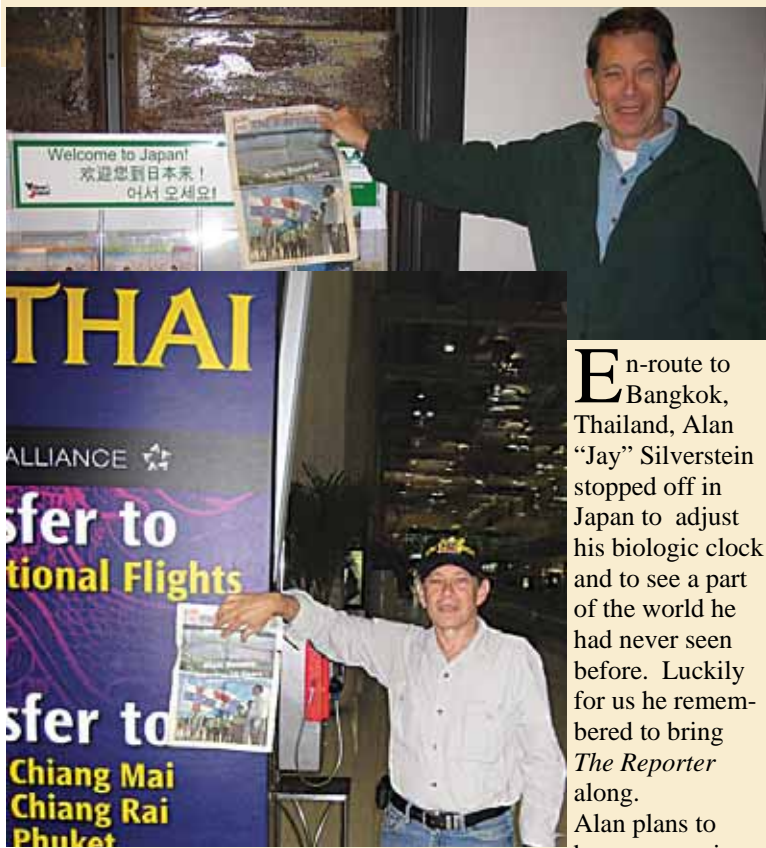 Welcome to Japan!
欢迎您到日本来！
어서 오세요!
THAI
ALLIANCE
sfer to
tional Flights
sfer to
Chiang Mai
Chiang Rai
Phuket
En-route to
Bangkok,
Thailand, Alan
“Jay” Silverstein
stopped off in
Japan to  adjust
his biologic clock
and to see a part
of the world he
had never seen
before.  Luckily
for us he remem-
bered to bring
The Reporter
along.
Alan plans to